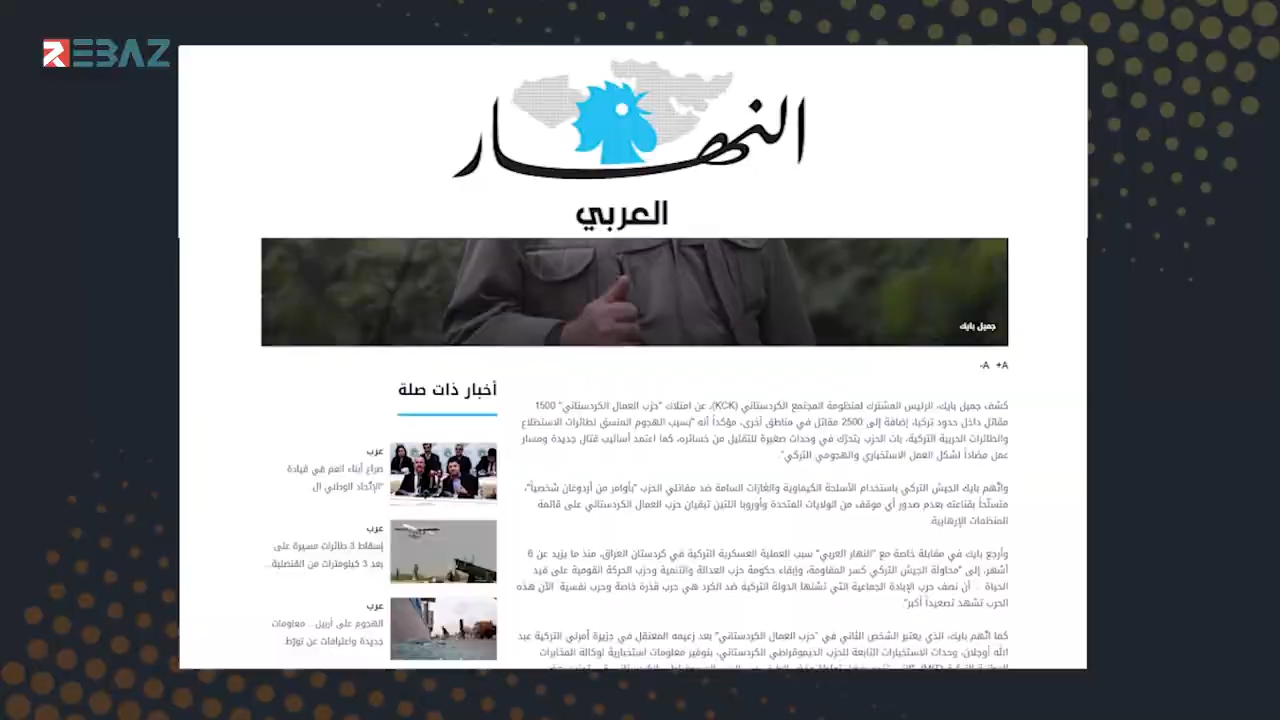 REBAZ
النهار
العربي
جميل بايك
A+ A-
كشف جميل بايك، الرئيس المشترك لمنظومة المجتمع الكردستاني (KCK)، عن امتلاك "حزب العمال الكردستاني" 1500
مقاتل داخل حدود تركيا، إضافة إلى 2500 مقاتل في مناطق أخرى، مؤكداً أنه "بسبب الهجوم المنسق لطائرات الاستطلاع
والطائرات الحربية التركية، بات الحزب يتحرّك في وحدات صغيرة للتقليل من خسائره، كما اعتمد أساليب قتال جديدة ومسار
عمل مضاداً لشكل العمل الاستخباري والهجومي التركي".
واتّهم بايك الجيش التركي باستخدام الأسلحة الكيماوية والغازات السامة ضد مقاتلي الحزب "بأوامر من أردوغان شخصياً"،
متسلّحاً بقناعته بعدم صدور أي موقف من الولايات المتحدة وأوروبا اللتين تبقيان حزب العمال الكردستاني على قائمة
المنظمات الإرهابية.
وأرجع بايك في مقابلة خاصة مع "النهار العربي" سبب العملية العسكرية التركية في كردستان العراق، منذ ما يزيد عن 6
أشهر، إلى "محاولة الجيش التركي كسر المقاومة، وإبقاء حكومة حزب العدالة والتنمية وحزب الحركة القومية على قيد
الحياة .. أن نصف حرب الإبادة الجماعية التي تشنها الدولة التركية ضد الكرد هي حرب قذرة خاصة وحرب نفسية الآن هذه
الحرب تشهد تصعيداً أكبر".
كما اتّهم بايك، الذي يعتبر الشخص الثاني في "حزب العمال الكردستاني" بعد زعيمه المعتقل في جزيرة أمرلي التركية عبد
الله أوجلان، وحدات الاستخبارات التابعة للحزب الديموقراطي الكردستاني، بتوفير معلومات استخبارية لوكالة المخابرات
أخبار ذات صلة
عرب
صراع أبناء العم في قيادة
"الإتّحاد الوطني ال
عرب
إسقاط 3 طائرات مسيرة على
بعد 3 كيلومترات من القنصلية...
عرب
الهجوم على أربيل... معلومات
جديدة واعترافات عن تورّط